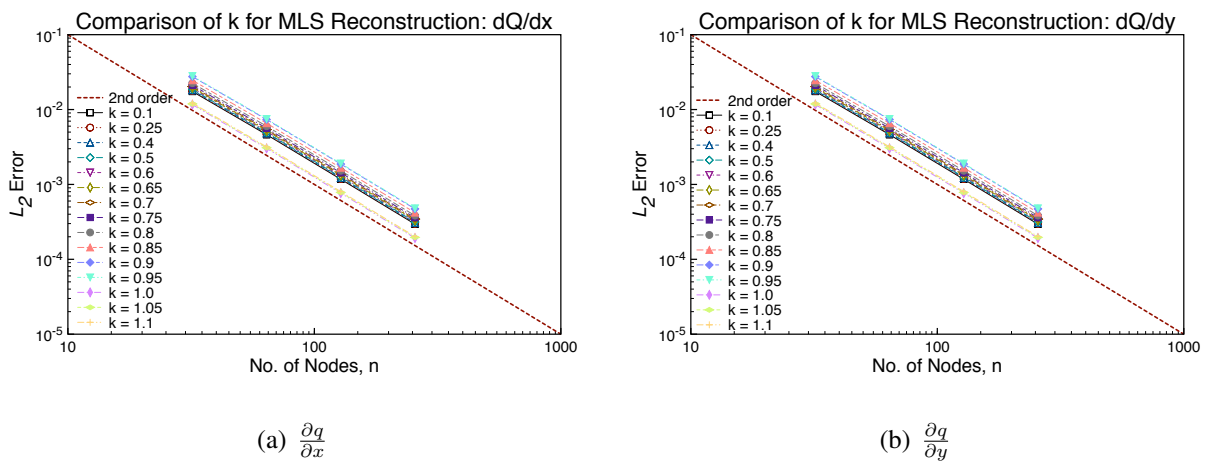 Comparison of k for MLS Reconstruction: dQ/dx
10^-1
10^-2
10^-3
10^-4
10^-5
L_2 Error
2nd order
k = 0.1
k = 0.25
k = 0.4
k = 0.5
k = 0.6
k = 0.65
k = 0.7
k = 0.75
k = 0.8
k = 0.85
k = 0.9
k = 0.95
k = 1.0
k = 1.05
k = 1.1
10 100 1000
No. of Nodes, n
(a) ∂q/∂x
Comparison of k for MLS Reconstruction: dQ/dy
10^-1
10^-2
10^-3
10^-4
10^-5
L_2 Error
2nd order
k = 0.1
k = 0.25
k = 0.4
k = 0.5
k = 0.6
k = 0.65
k = 0.7
k = 0.75
k = 0.8
k = 0.85
k = 0.9
k = 0.95
k = 1.0
k = 1.05
k = 1.1
10 100 1000
No. of Nodes, n
(b) ∂q/∂y